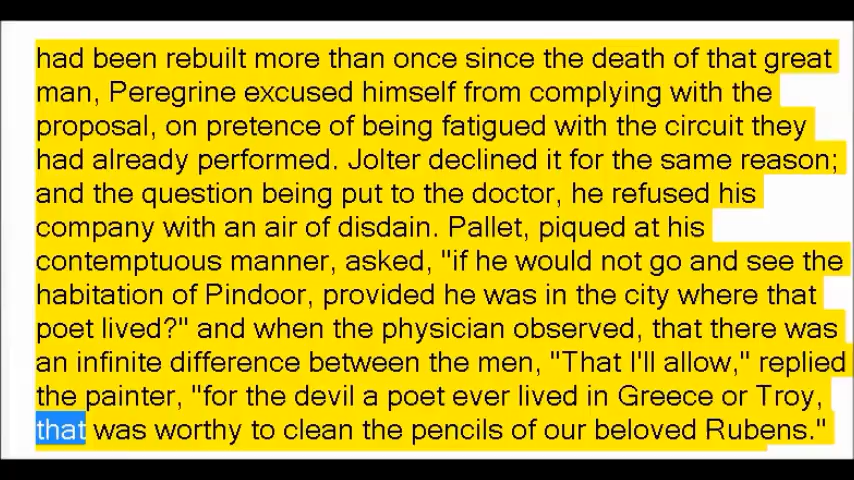 had been rebuilt more than once since the death of that great
man, Peregrine excused himself from complying with the
proposal, on pretence of being fatigued with the circuit they
had already performed. Jolter declined it for the same reason;
and the question being put to the doctor, he refused his
company with an air of disdain. Pallet, piqued at his
contemptuous manner, asked, "if he would not go and see the
habitation of Pindoor, provided he was in the city where that
poet lived?" and when the physician observed, that there was
an infinite difference between the men, "That I'll allow," replied
the painter, "for the devil a poet ever lived in Greece or Troy,
that was worthy to clean the pencils of our beloved Rubens."